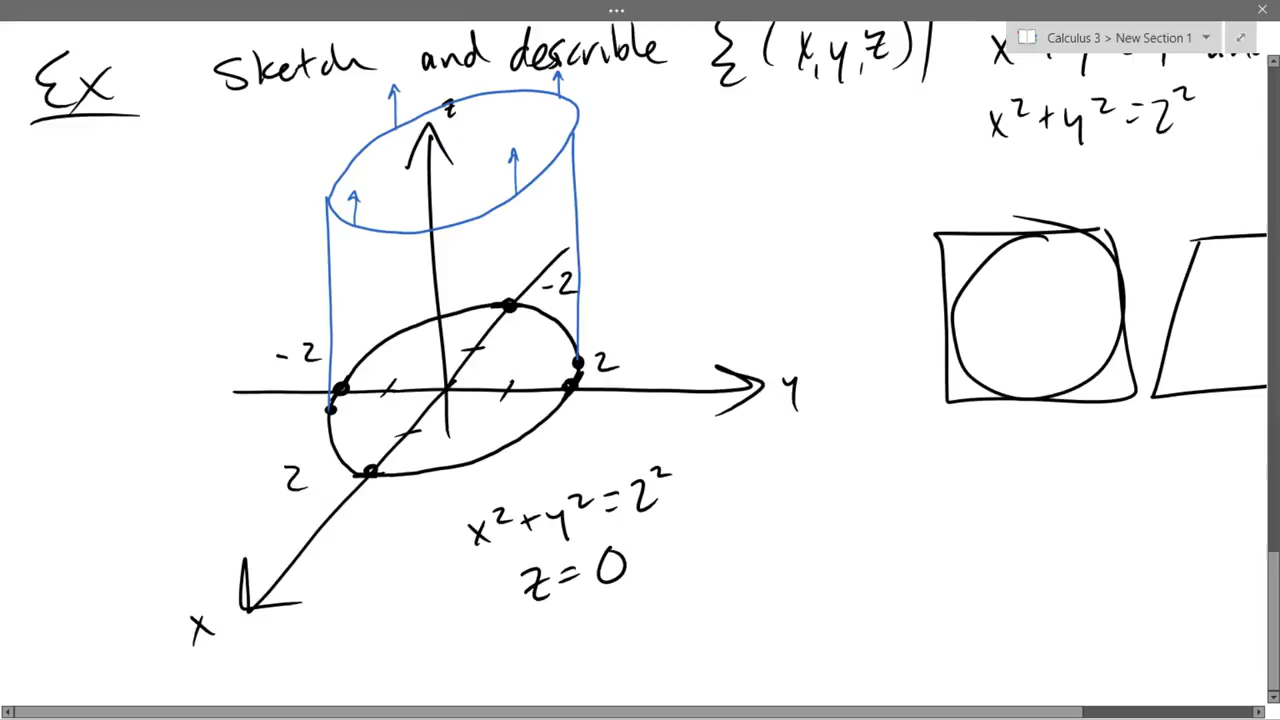 Calculus 3 > New Section 1
Ex Sketch and describle {(x,y,z)|
x²+y²=2²
z
-2
-2
2
y
2
x²+y²=2²
z=0
x